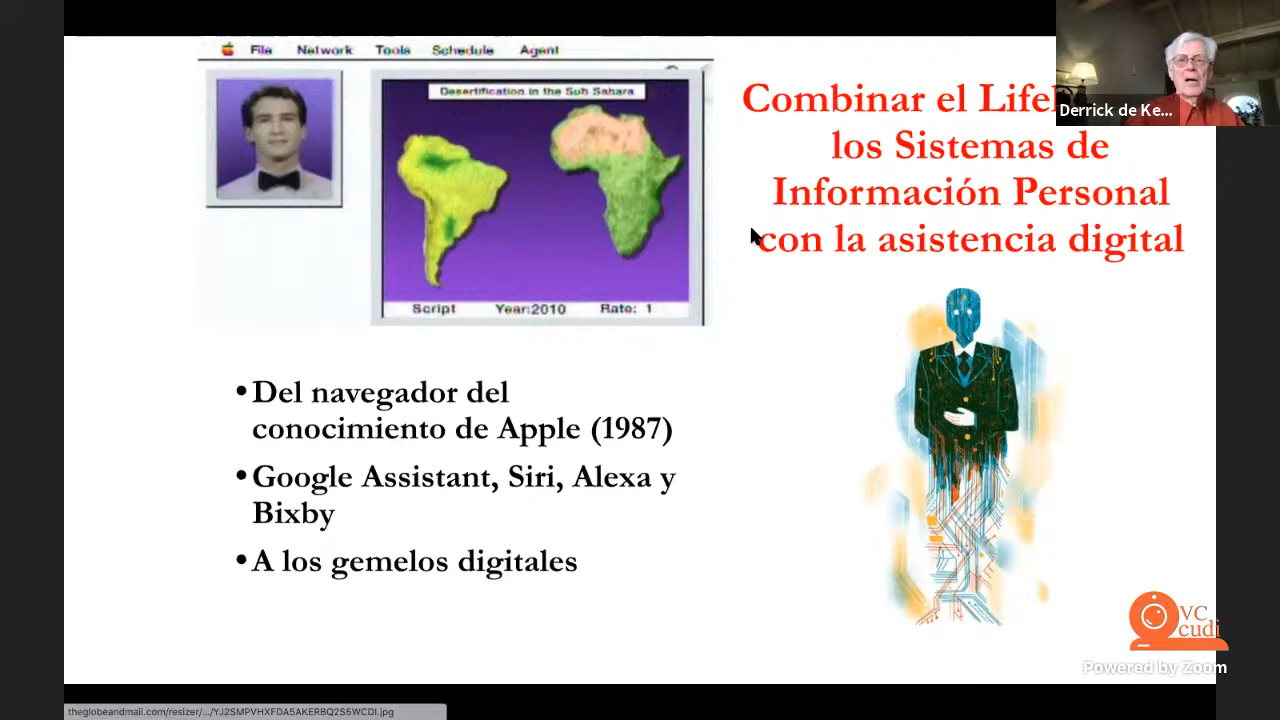 File Network Tools Schedule Agent
Desertification in the Sub Sahara
Script Year:2010 Rate: 1
Combinar el
los Sistemas de
Información Personal
con la asistencia digital
Derrick de Ke...
•Del navegador del
conocimiento de Apple (1987)
•Google Assistant, Siri, Alexa y
Bixby
•A los gemelos digitales
VC
cudi
Powered by Zoom
theglobeandmail.com/resizer/.../YJ2SMPVHXFDA5AKERBQ2S5WCDI.jpg